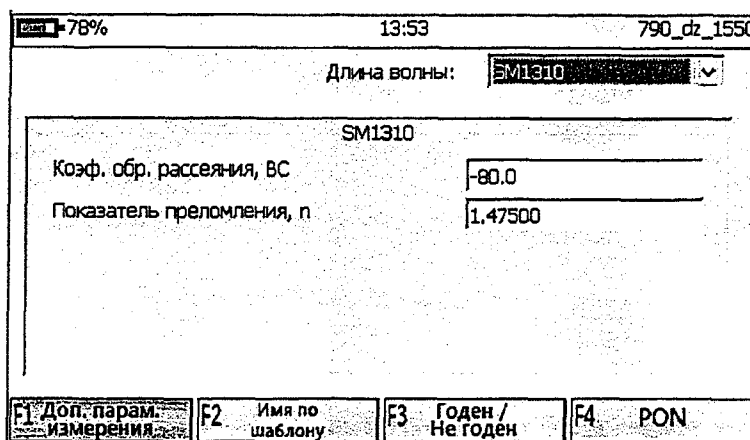 78% 13:53 790_dz_1550
Длина волны: SM1310
SM1310
Коэф. обр. рассеяния, BC -80.0
Показатель преломления, n 1.47500
F1 Доп. парам. измерения F2 Имя по шаблону F3 Годен / Не годен F4 PON